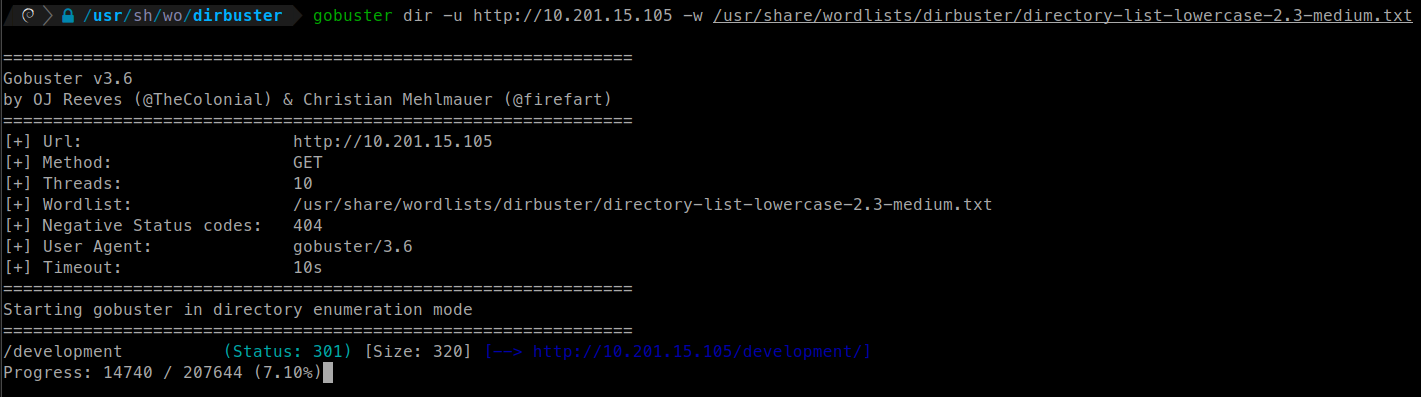 /usr/sh/wo/dirbuster gobuster dir -u http://10.201.15.105 -w /usr/share/wordlists/dirbuster/directory-list-lowercase-2.3-medium.txt
===============================================================
Gobuster v3.6
by OJ Reeves (@TheColonial) & Christian Mehlmauer (@firefart)
===============================================================
[+] Url: http://10.201.15.105
[+] Method: GET
[+] Threads: 10
[+] Wordlist: /usr/share/wordlists/dirbuster/directory-list-lowercase-2.3-medium.txt
[+] Negative Status codes: 404
[+] User Agent: gobuster/3.6
[+] Timeout: 10s
===============================================================
Starting gobuster in directory enumeration mode
===============================================================
/development (Status: 301) [Size: 320] [--> http://10.201.15.105/development/]
Progress: 14740 / 207644 (7.10%)